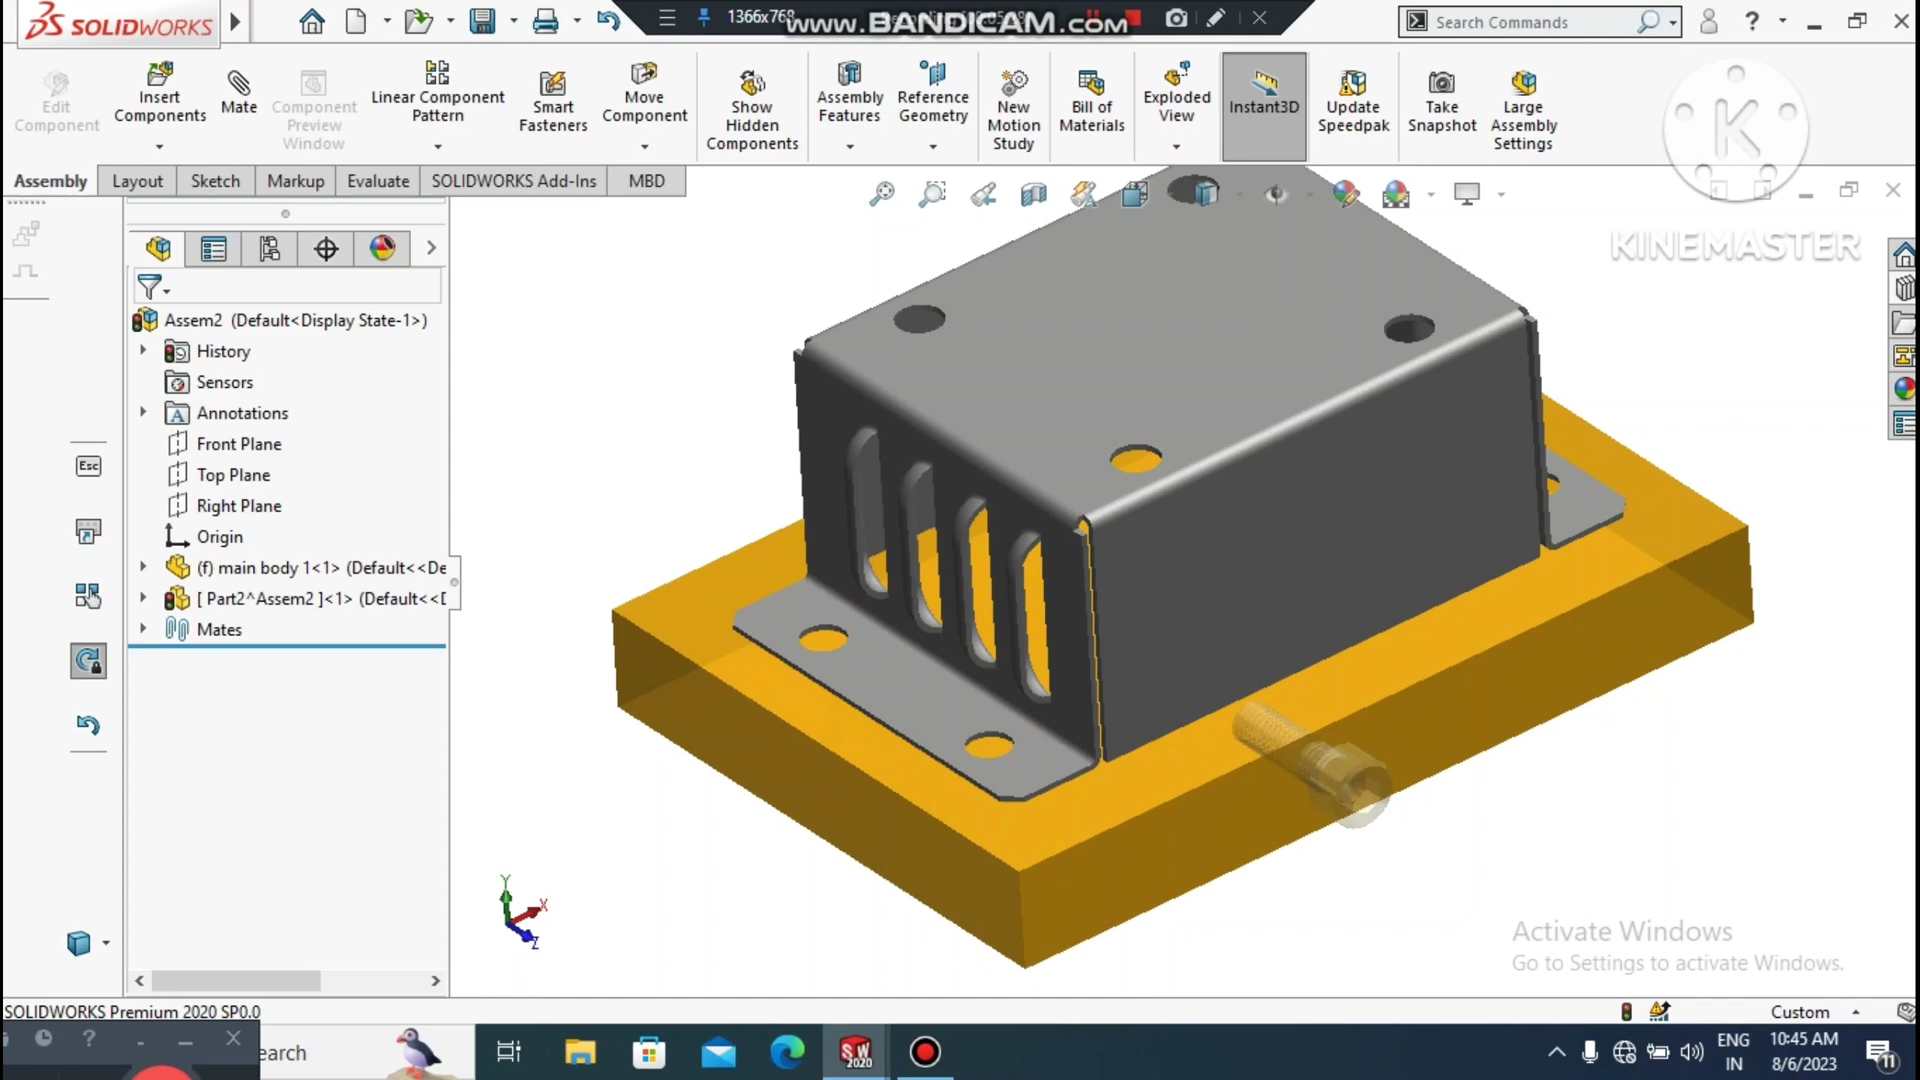 SOLIDWORKS
1366x768
www.BANDICAM.com
Search Commands
Edit Component
Insert Components
Mate
Component Preview Window
Linear Component Pattern
Smart Fasteners
Move Component
Show Hidden Components
Assembly Features
Reference Geometry
New Motion Study
Bill of Materials
Exploded View
Instant3D
Update Speedpak
Take Snapshot
Large Assembly Settings
K
KINEMASTER
Assembly
Layout
Sketch
Markup
Evaluate
SOLIDWORKS Add-Ins
MBD
Assem2 (Default<Display State-1>)
History
Sensors
Annotations
Front Plane
Top Plane
Right Plane
Origin
(f) main body 1<1> (Default<<De
[ Part2^Assem2 ]<1> (Default<<D
Mates
Esc
Y
X
Z
Activate Windows
Go to Settings to activate Windows.
SOLIDWORKS Premium 2020 SP0.0
Custom
earch
SW
2020
ENG
IN
10:45 AM
8/6/2023
11